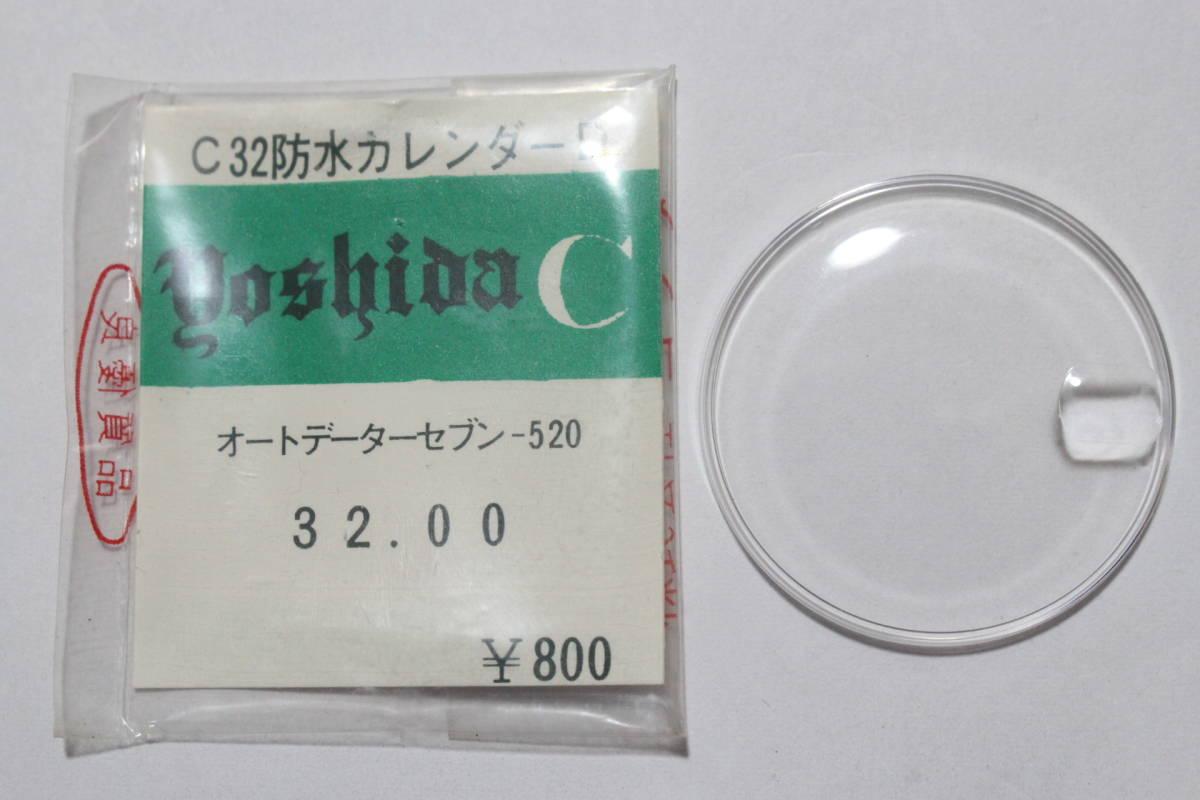 C32防水カレンダーD
Yoshida C
オートデーターセブン-520
32.00
¥800